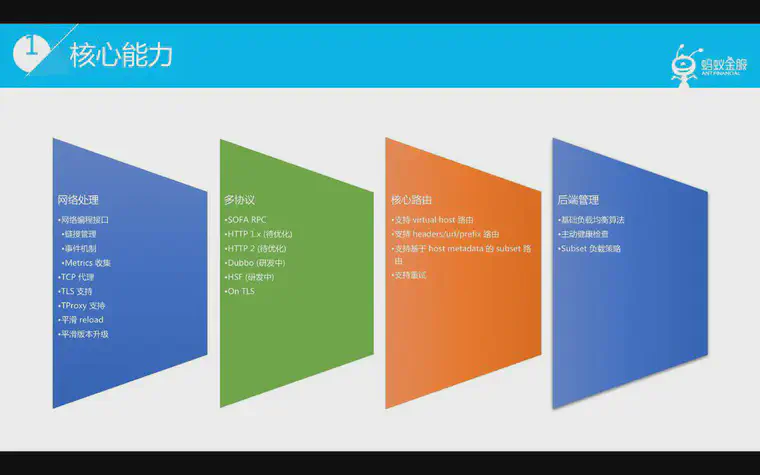 1
核心能力
蚂蚁金服
ANT FINANCIAL
网络处理
•网络编程接口
•链接管理
•事件机制
•Metrics 收集
•TCP 代理
•TLS 支持
•TProxy 支持
•平滑 reload
•平滑版本升级
多协议
•SOFA RPC
•HTTP 1.x (待优化)
•HTTP 2 (待优化)
•Dubbo (研发中)
•HSF (研发中)
•On TLS
核心路由
•支持 virtual host 路由
•支持 headers/url/prefix 路由
•支持基于 host metadata 的 subset 路
由
•支持重试
后端管理
•基础负载均衡算法
•主动健康检查
•Subset 负载策略